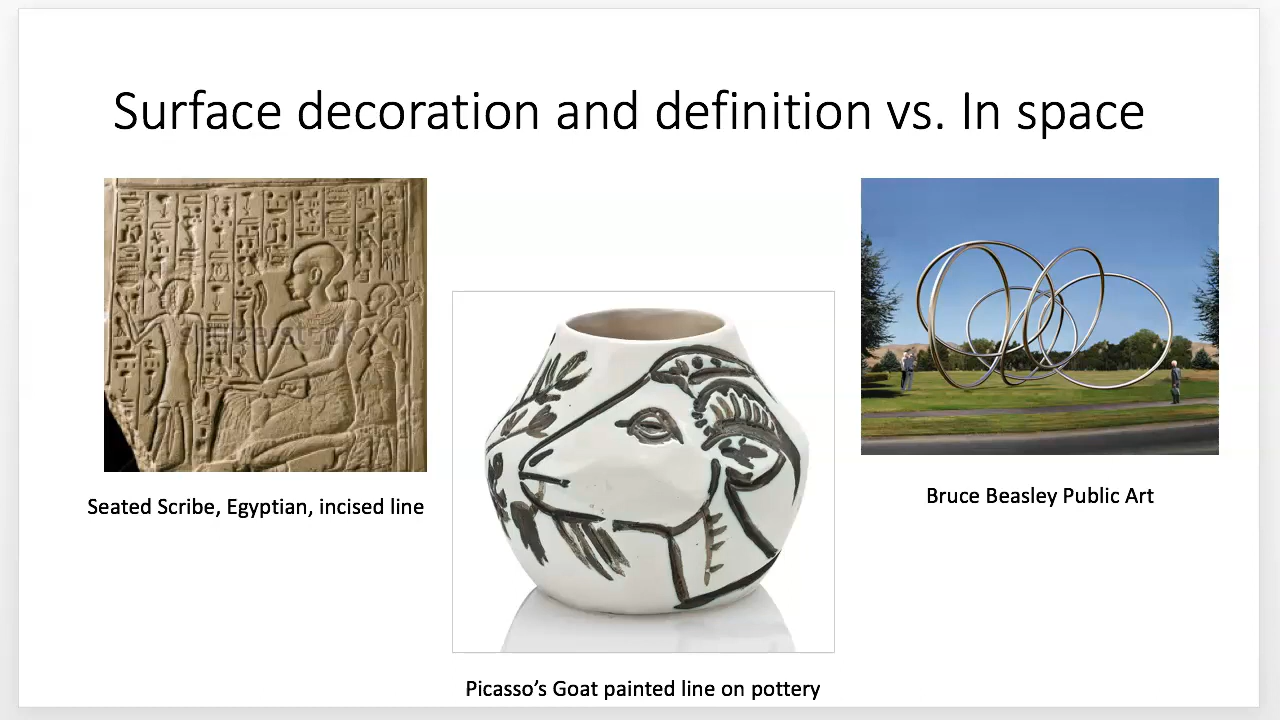 Surface decoration and definition vs. In space
shutterstock
Seated Scribe, Egyptian, incised line
Bruce Beasley Public Art
Picasso's Goat painted line on pottery